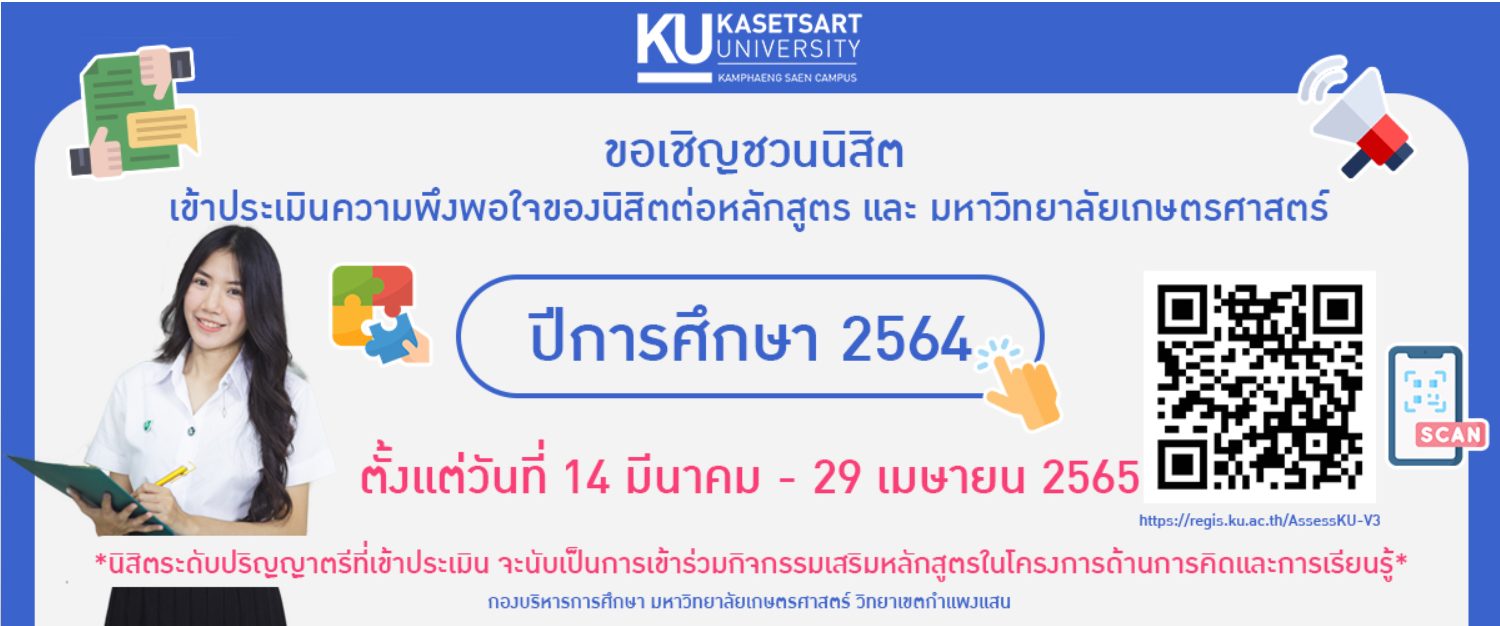 KU KASETSART
UNIVERSITY
KAMPHAENG SAEN CAMPUS
ขอเชิญชวนนิสิต
เข้าประเมินความพึงพอใจของนิสิตต่อหลักสูตร และ มหาวิทยาลัยเกษตรศาสตร์
ปีการศึกษา 2564
ตั้งแต่วันที่ 14 มีนาคม - 29 เมษายน 2565
SCAN
https://regis.ku.ac.th/AssessKU-V3
*นิสิตระดับปริญญาตรีที่เข้าประเมิน จะนับเป็นการเข้าร่วมกิจกรรมเสริมหลักสูตรในโครงการด้านการคิดและการเรียนรู้*
กองบริหารการศึกษา มหาวิทยาลัยเกษตรศาสตร์ วิทยาเขตกำแพงแสน